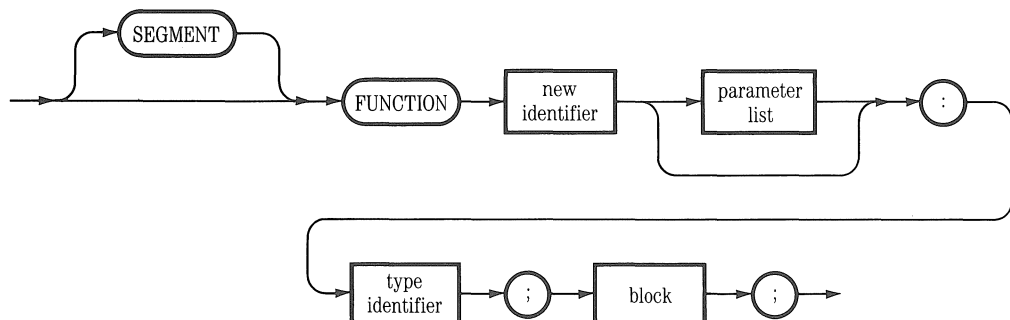 SEGMENT
FUNCTION
new
identifier
parameter
list
:
type
identifier
;
block
;